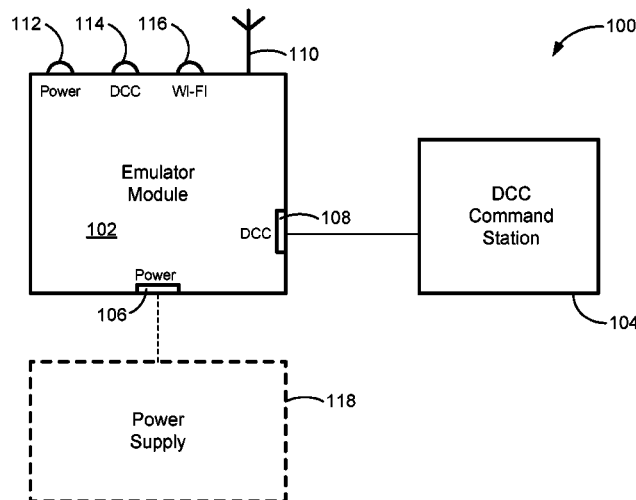 112
114
116
110
100
Power
DCC
WI-FI
Emulator
Module
102
108
DCC
Power
106
DCC
Command
Station
104
118
Power
Supply